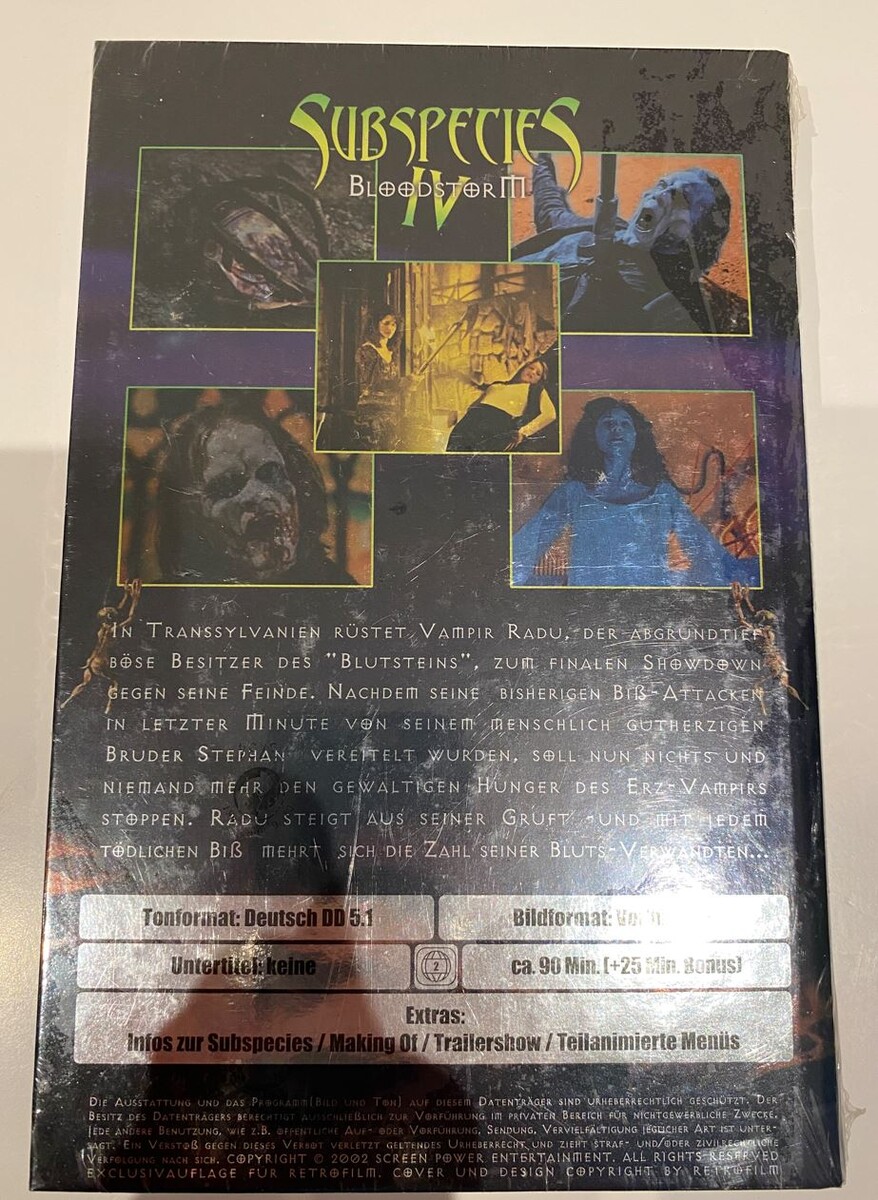 SUBSPECIES
IV
BLOODSTORM
IN TRANSSYLVANIEN RÜSTET VAMPIR RADU, DER ABGRUNDTIEF
BÖSE BESITZER DES "BLUTSTEINS", ZUM FINALEN SHOWDOWN
GEGEN SEINE FEINDE. NACHDEM SEINE BISHERIGEN BIß-ATTACKEN
IN LETZTER MINUTE VON SEINEM MENSCHLICH GUTHERZIGEN
BRUDER STEPHAN VEREITELT WURDEN, SOLL NUN NICHTS UND
NIEMAND MEHR DEN GEWALTIGEN HUNGER DES ERZ-VAMPIRS
STOPPEN. RADU STEIGT AUS SEINER GRUFT -UND MIT JEDEM
TÖDLICHEN BIß MEHRT SICH DIE ZAHL SEINER BLUTS-VERWANDTEN...
Tonformat: Deutsch DD 5.1
Bildformat:
Untertitel: keine
2
ca. 90 Min. (+25 Min. Bonus)
Extras:
Infos zur Subspecies / Making Of / Trailershow / Teilanimierte Menüs
DIE AUSSTATTUNG UND DAS PROGRAMM(BILD UND TON) AUF DIESEM DATENTRÄGER SIND URHEBERRECHTLICH GESCHÜTZT. DER
BESITZ DES DATENTRÄGERS BERECHTIGT AUSSCHLIEßLICH ZUR VORFÜHRUNG IM PRIVATEN BEREICH FÜR NICHTGEWERBLICHE ZWECKE.
JEDE ANDERE BENUTZUNG, WIE Z.B. ÖFFENTLICHE AUF- ODER VORFÜHRUNG, SENDUNG, VERVIELFÄLTIGUNG JEGLICHER ART IST UNTER-
SAGT. EIN VERSTOß GEGEN DIESES VERBOT VERLETZT GELTENDES URHEBERRECHT UND ZIEHT STRAF- UND/ODER ZIVILRECHTLICHE
VERFOLGUNG NACH SICH. COPYRIGHT © 2002 SCREEN POWER ENTERTAINMENT. ALL RIGHTS RESERVED
EXCLUSIVAUFLAGE FÜR RETROFILM. COVER UND DESIGN COPYRIGHT BY RETROFILM